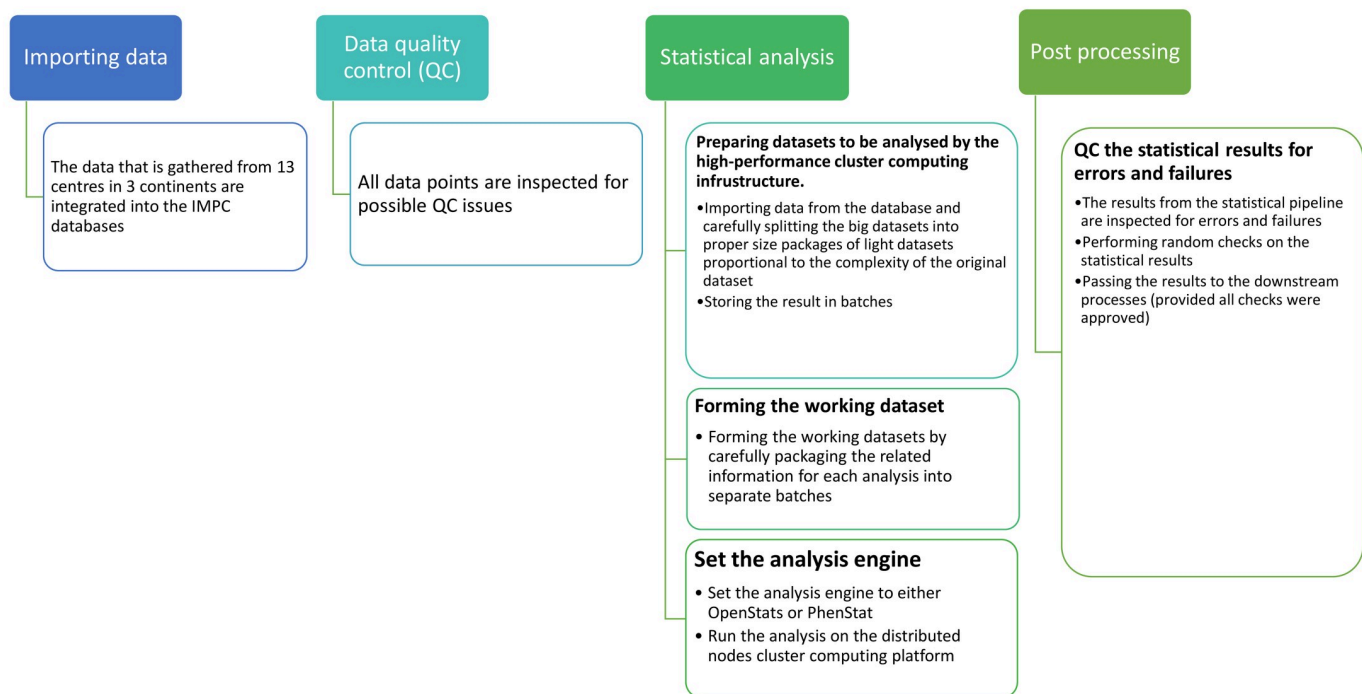 Importing data
The data that is gathered from 13
centres in 3 continents are
integrated into the IMPC
databases
Data quality
control (QC)
All data points are inspected for
possible QC issues
Statistical analysis
Preparing datasets to be analysed by the
high-performance cluster computing
infrustructure.
•Importing data from the database and
carefully splitting the big datasets into
proper size packages of light datasets
proportional to the complexity of the original
dataset
•Storing the result in batches
Forming the working dataset
• Forming the working datasets by
carefully packaging the related
information for each analysis into
separate batches
Set the analysis engine
• Set the analysis engine to either
OpenStats or PhenStat
• Run the analysis on the distributed
nodes cluster computing platform
Post processing
QC the statistical results for
errors and failures
•The results from the statistical pipeline
are inspected for errors and failures
•Performing random checks on the
statistical results
•Passing the results to the downstream
processes (provided all checks were
approved)